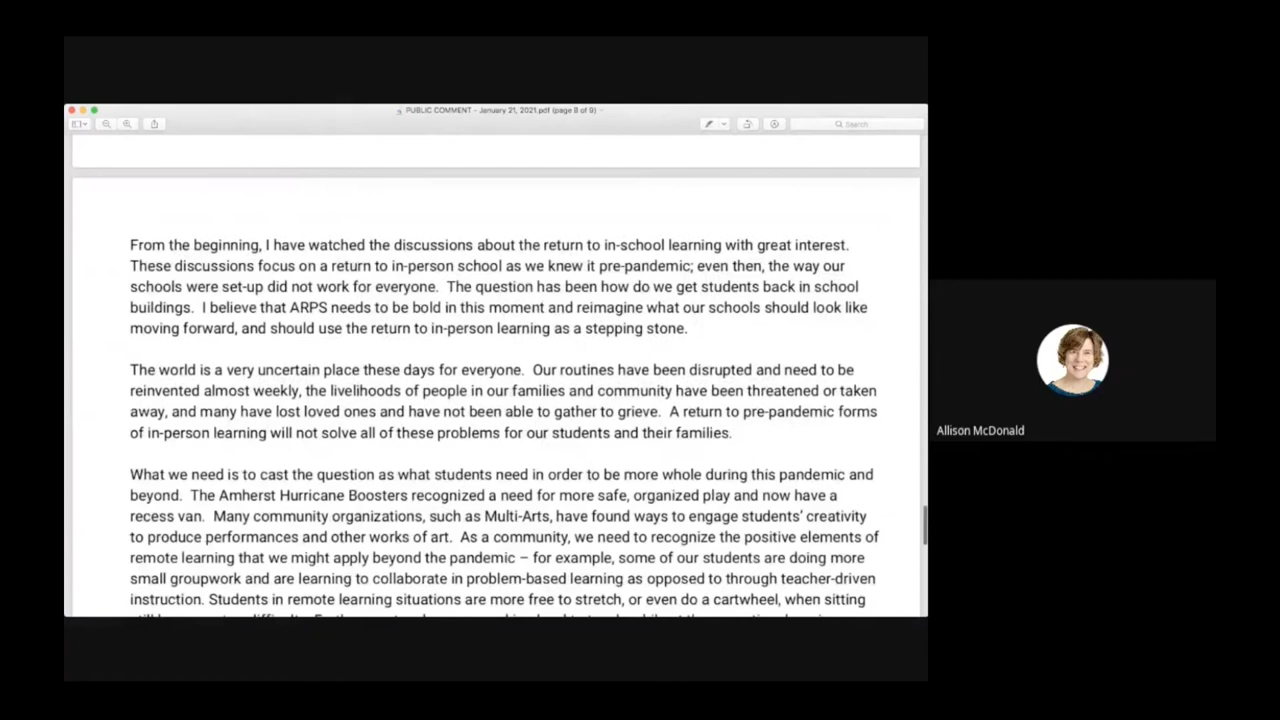 PUBLIC COMMENT - January 21, 2021.pdf (page 8 of 9)
Search
From the beginning, I have watched the discussions about the return to in-school learning with great interest.
These discussions focus on a return to in-person school as we knew it pre-pandemic; even then, the way our
schools were set-up did not work for everyone. The question has been how do we get students back in school
buildings. I believe that ARPS needs to be bold in this moment and reimagine what our schools should look like
moving forward, and should use the return to in-person learning as a stepping stone.
The world is a very uncertain place these days for everyone. Our routines have been disrupted and need to be
reinvented almost weekly, the livelihoods of people in our families and community have been threatened or taken
away, and many have lost loved ones and have not been able to gather to grieve. A return to pre-pandemic forms
of in-person learning will not solve all of these problems for our students and their families.
What we need is to cast the question as what students need in order to be more whole during this pandemic and
beyond. The Amherst Hurricane Boosters recognized a need for more safe, organized play and now have a
recess van. Many community organizations, such as Multi-Arts, have found ways to engage students' creativity
to produce performances and other works of art. As a community, we need to recognize the positive elements of
remote learning that we might apply beyond the pandemic – for example, some of our students are doing more
small groupwork and are learning to collaborate in problem-based learning as opposed to through teacher-driven
instruction. Students in remote learning situations are more free to stretch, or even do a cartwheel, when sitting
Allison McDonald